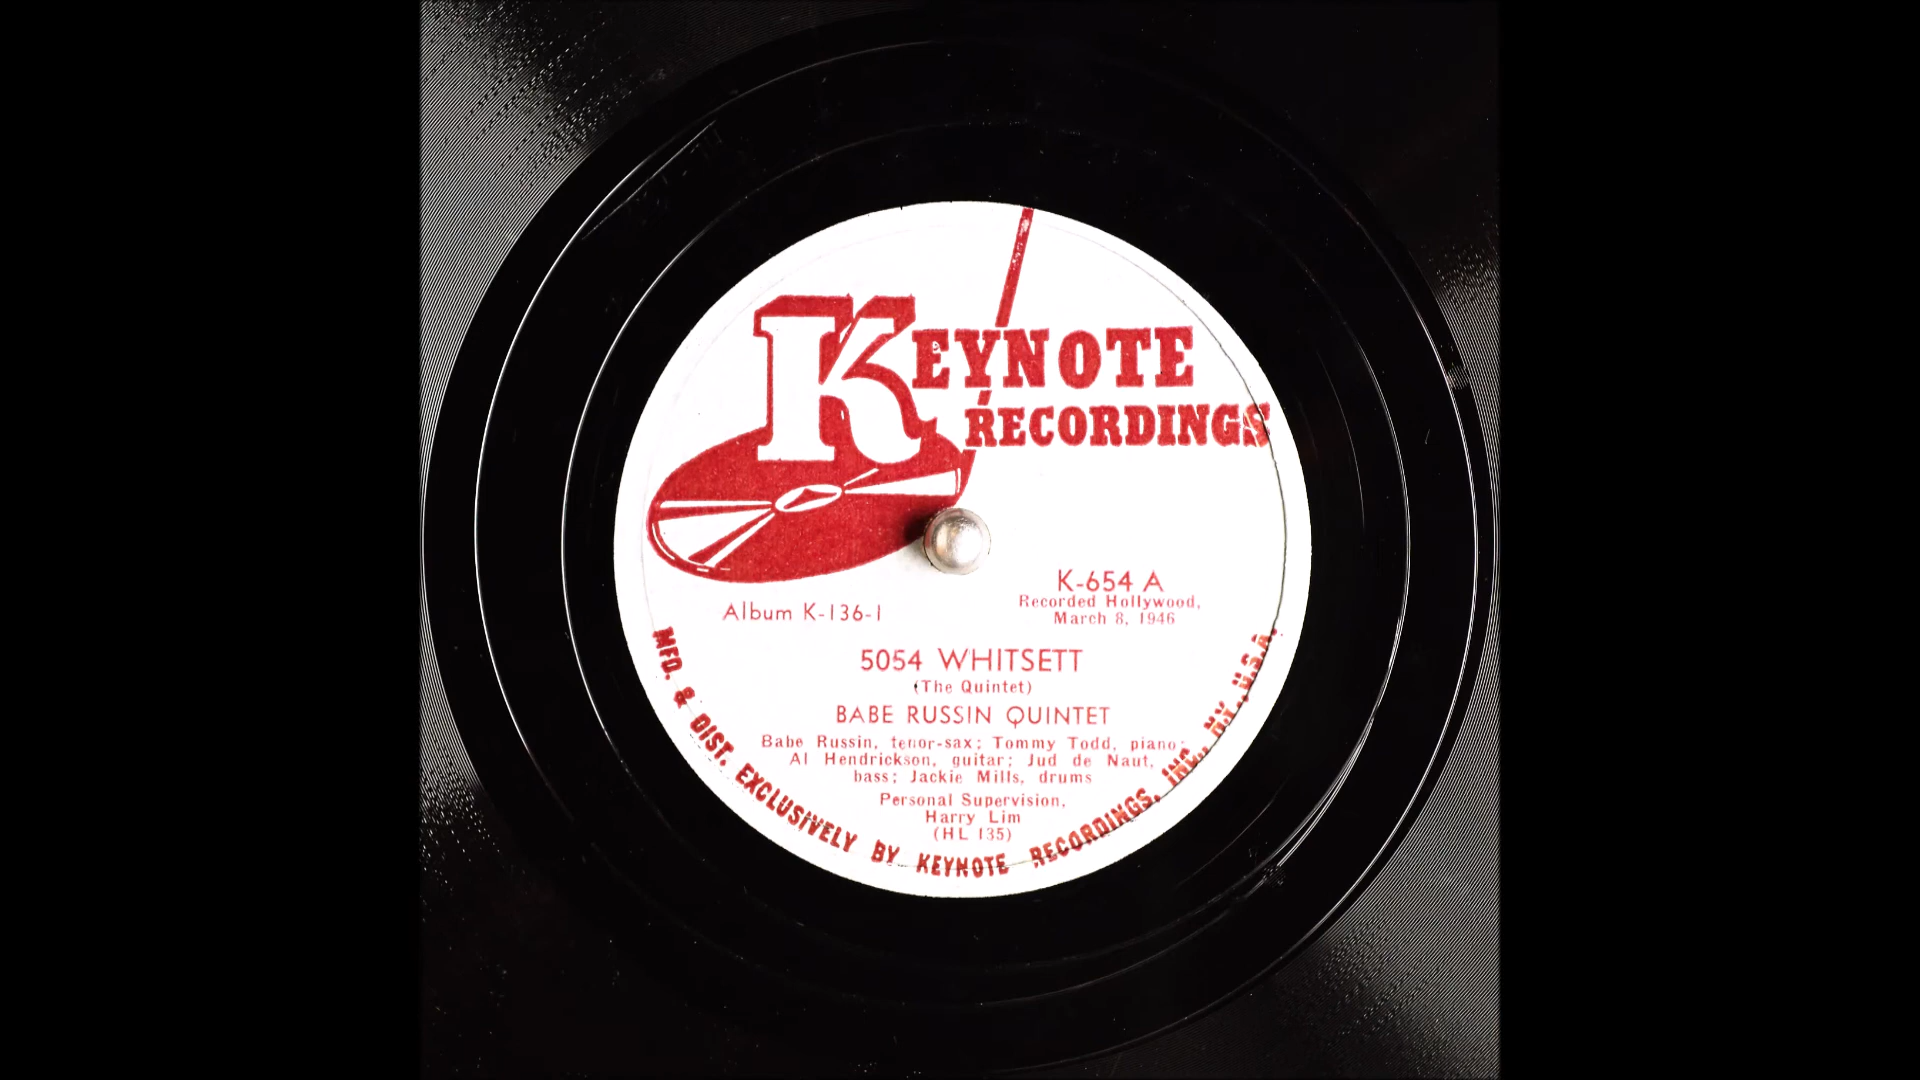 KEYNOTE
RECORDINGS
K-654 A
Recorded Hollywood,
March 8, 1946
Album K-136-1
5054 WHITSETT
(The Quintet)
BABE RUSSIN QUINTET
Babe Russin, tenor-sax; Tommy Todd, piano;
Al Hendrickson, guitar; Jud de Naut,
bass; Jackie Mills, drums
Personal Supervision,
Harry Lim
(HL 135)
MFD. & DIST. EXCLUSIVELY BY KEYNOTE RECORDINGS, INC., N.Y., U.S.A.